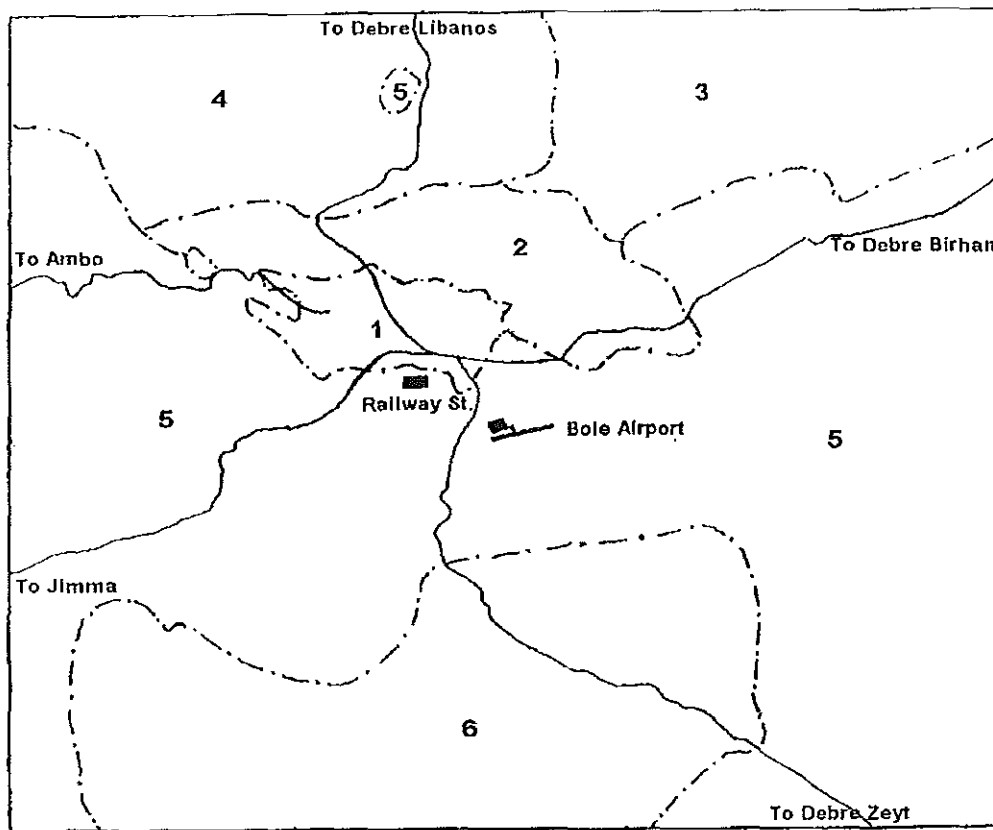 To Debre Libanos
4
5
3
2
To Ambo
To Debre Birhan
1
Railway St.
5
Bole Airport
5
To Jimma
6
To Debre Zeyt